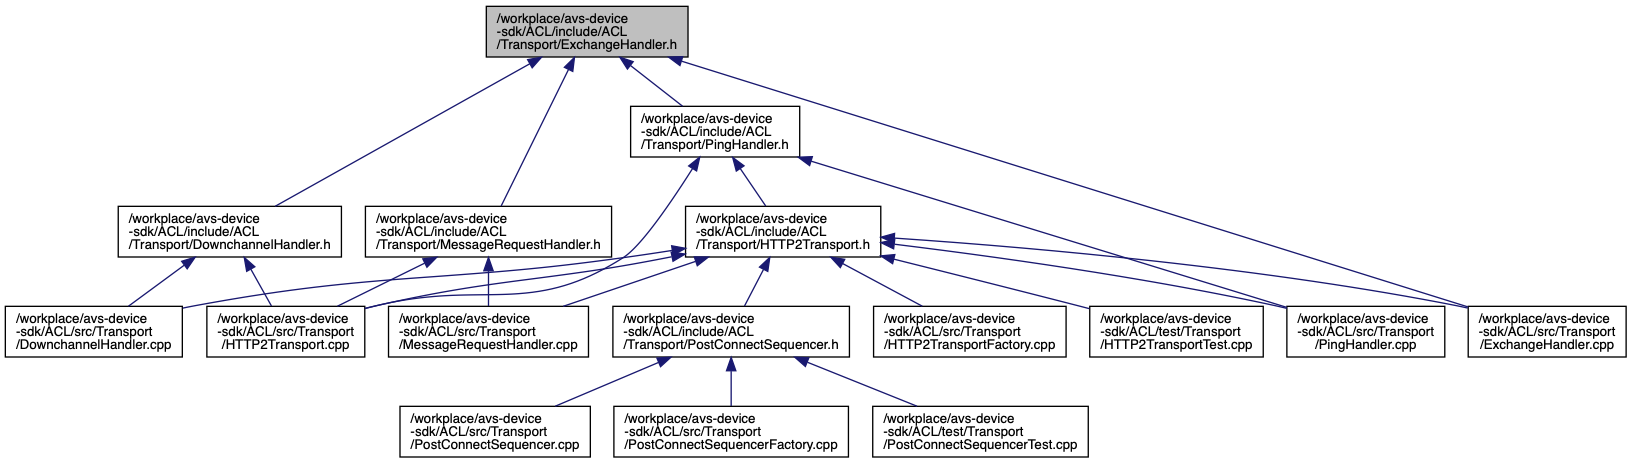 /workplace/avs-device
-sdk/ACL/include/ACL
/Transport/ExchangeHandler.h
/workplace/avs-device
-sdk/ACL/include/ACL
/Transport/PingHandler.h
/workplace/avs-device
-sdk/ACL/include/ACL
/Transport/DownchannelHandler.h
/workplace/avs-device
-sdk/ACL/include/ACL
/Transport/MessageRequestHandler.h
/workplace/avs-device
-sdk/ACL/include/ACL
/Transport/HTTP2Transport.h
/workplace/avs-device
-sdk/ACL/src/Transport
/DownchannelHandler.cpp
/workplace/avs-device
-sdk/ACL/src/Transport
/HTTP2Transport.cpp
/workplace/avs-device
-sdk/ACL/src/Transport
/MessageRequestHandler.cpp
/workplace/avs-device
-sdk/ACL/include/ACL
/Transport/PostConnectSequencer.h
/workplace/avs-device
-sdk/ACL/src/Transport
/HTTP2TransportFactory.cpp
/workplace/avs-device
-sdk/ACL/test/Transport
/HTTP2TransportTest.cpp
/workplace/avs-device
-sdk/ACL/src/Transport
/PingHandler.cpp
/workplace/avs-device
-sdk/ACL/src/Transport
/ExchangeHandler.cpp
/workplace/avs-device
-sdk/ACL/src/Transport
/PostConnectSequencer.cpp
/workplace/avs-device
-sdk/ACL/src/Transport
/PostConnectSequencerFactory.cpp
/workplace/avs-device
-sdk/ACL/test/Transport
/PostConnectSequencerTest.cpp